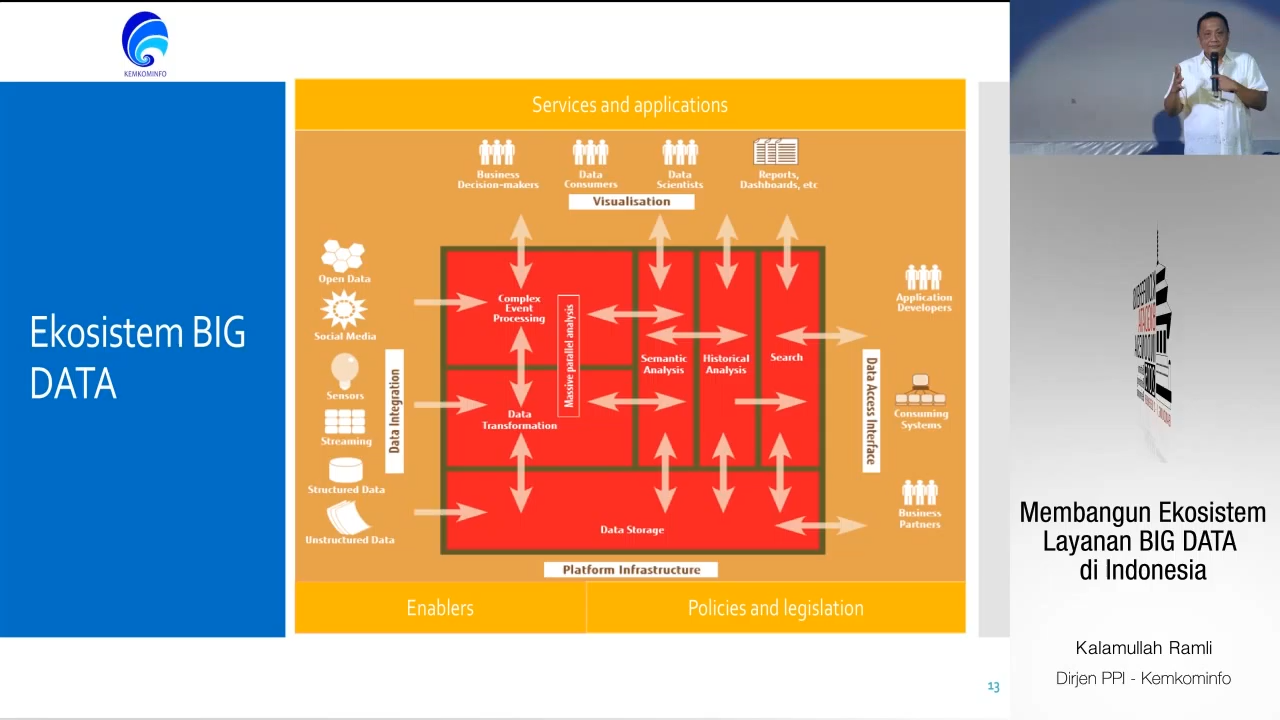 KEMKOMINFO
Ekosistem BIG
DATA
Services and applications
Business
Decision-makers
Data
Consumers
Data
Scientists
Reports,
Dashboards, etc
Visualisation
Open Data
Social Media
Sensors
Streaming
Structured Data
Unstructured Data
Data Integration
Complex
Event
Processing
Massive parallel analysis
Data
Transformation
Semantic
Analysis
Historical
Analysis
Search
Data Storage
Data Access Interface
Application
Developers
Consuming
Systems
Business
Partners
Platform Infrastructure
Enablers
Policies and legislation
13
Membangun Ekosistem
Layanan BIG DATA
di Indonesia
Kalamullah Ramli
Dirjen PPI - Kemkominfo